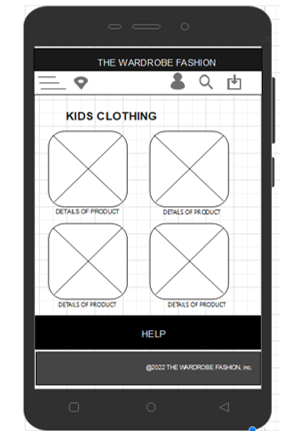 THE WARDROBE FASHION
KIDS CLOTHING
DETAILS OF PRODUCT
DETAILS OF PRODUCT
DETAILS OF PRODUCT
DETAILS OF PRODUCT
HELP
@2022 THE WARDROBE FASHION, inc.